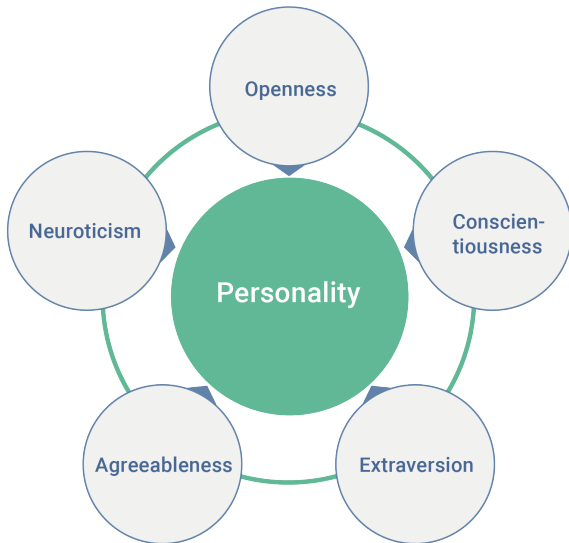 Openness
Conscien-
tiousness
Extraversion
Agreeableness
Neuroticism
Personality